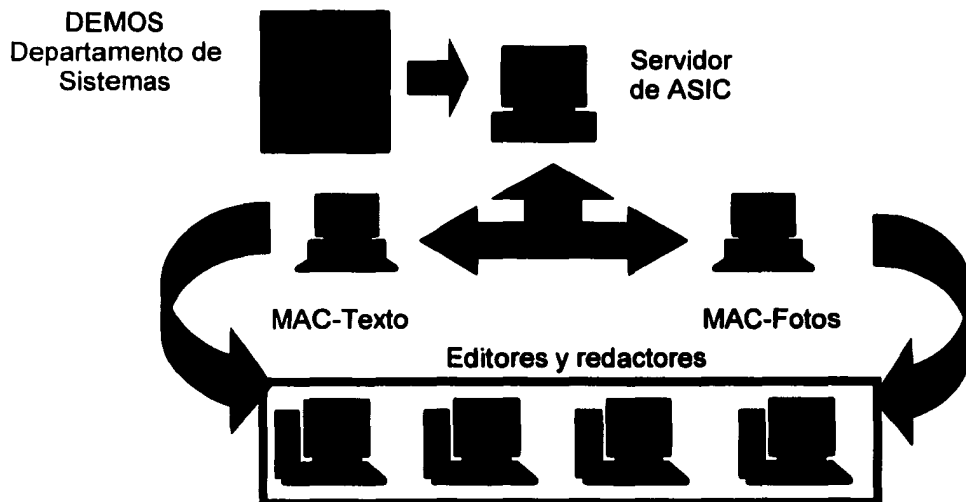 DEMOS
Departamento de
Sistemas
Servidor
de ASIC
MAC-Texto
MAC-Fotos
Editores y redactores